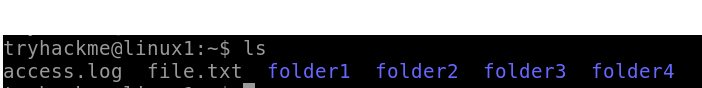 tryhackme@linux1:~$ ls
access.log  file.txt  folder1  folder2  folder3  folder4